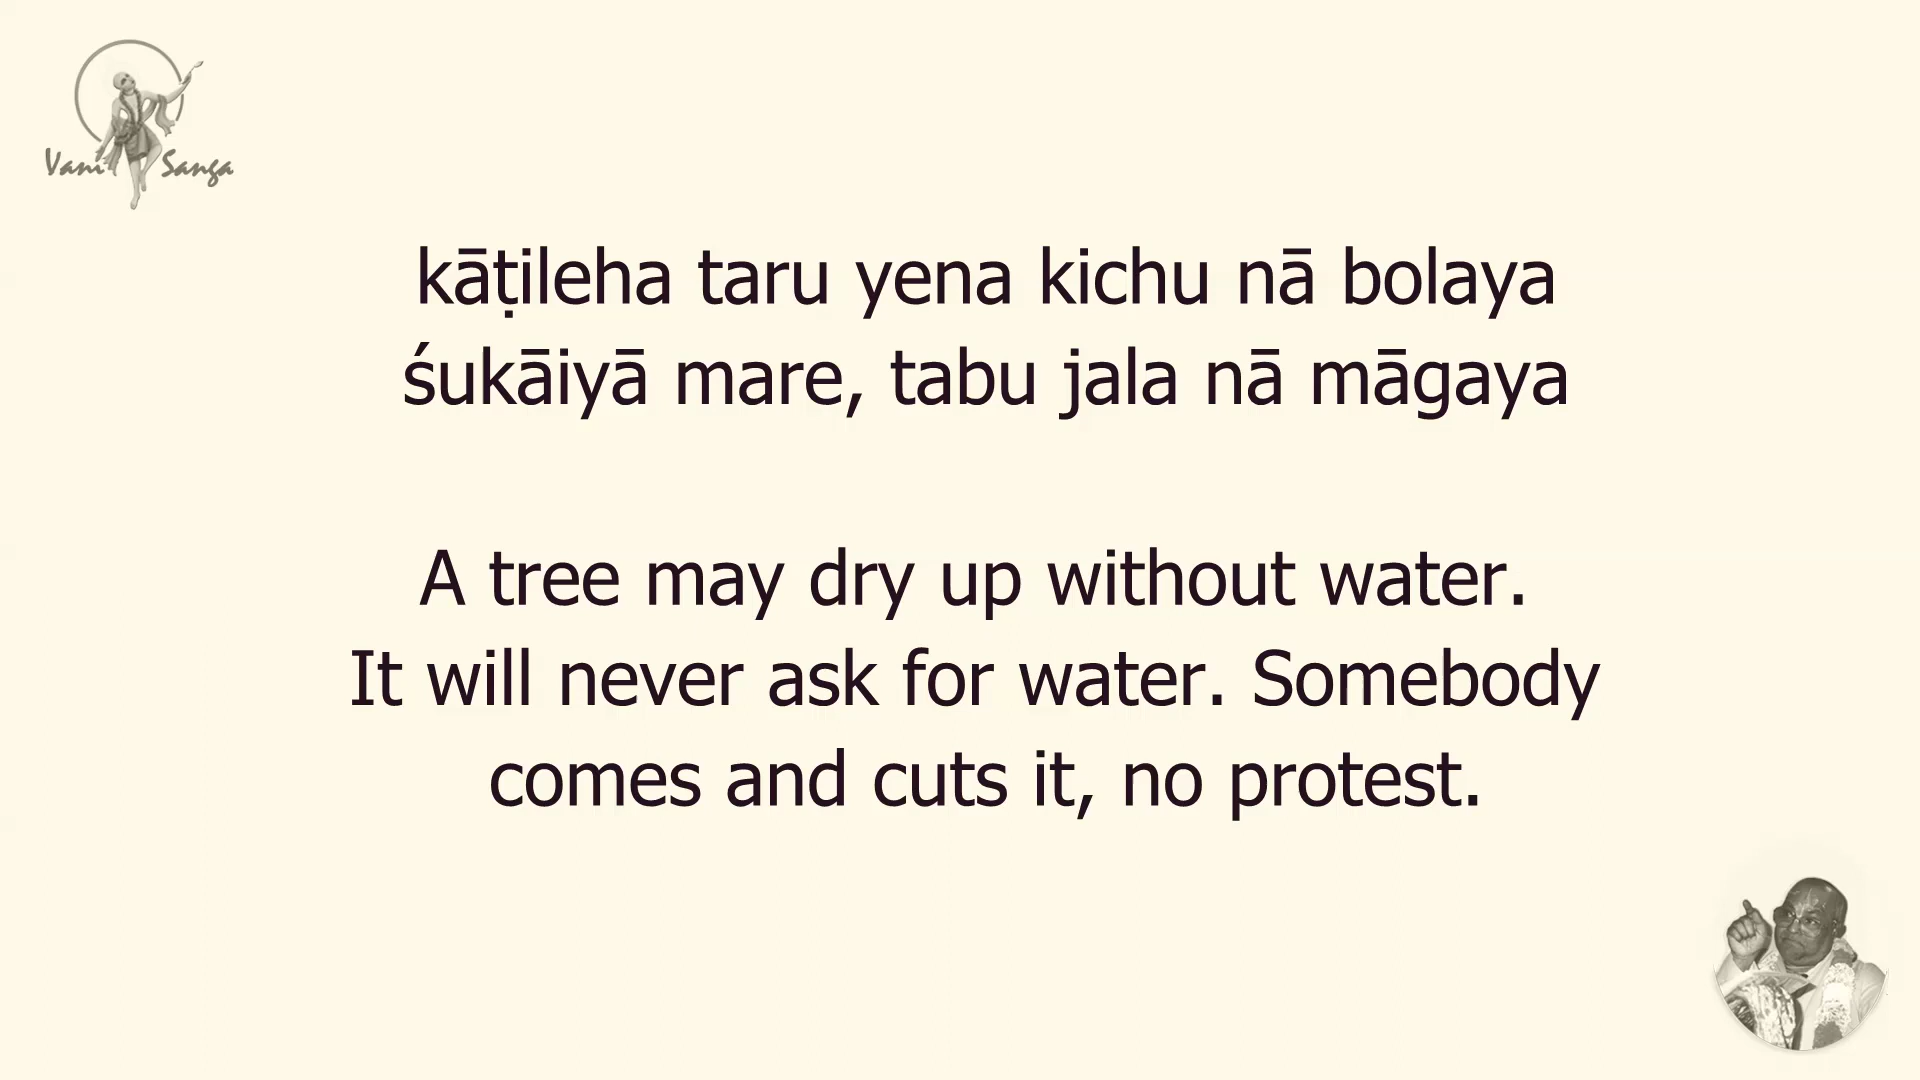 Vani Sanga
kāṭileha taru yena kichu nā bolaya
śukāiyā mare, tabu jala nā māgaya
A tree may dry up without water.
It will never ask for water. Somebody
comes and cuts it, no protest.